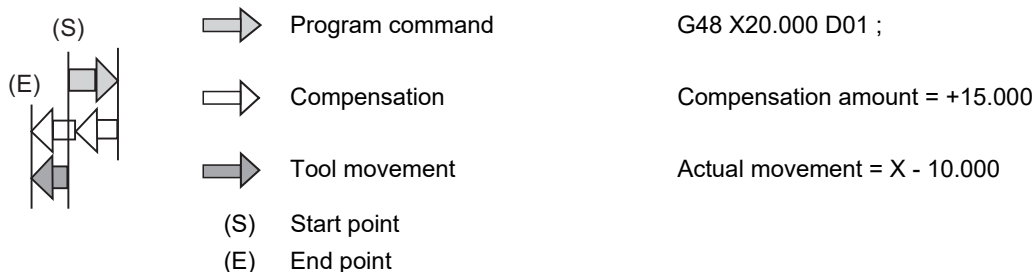 (S)
(E)
Program command G48 X20.000 D01 ;
Compensation Compensation amount = +15.000
Tool movement Actual movement = X - 10.000
(S) Start point
(E) End point